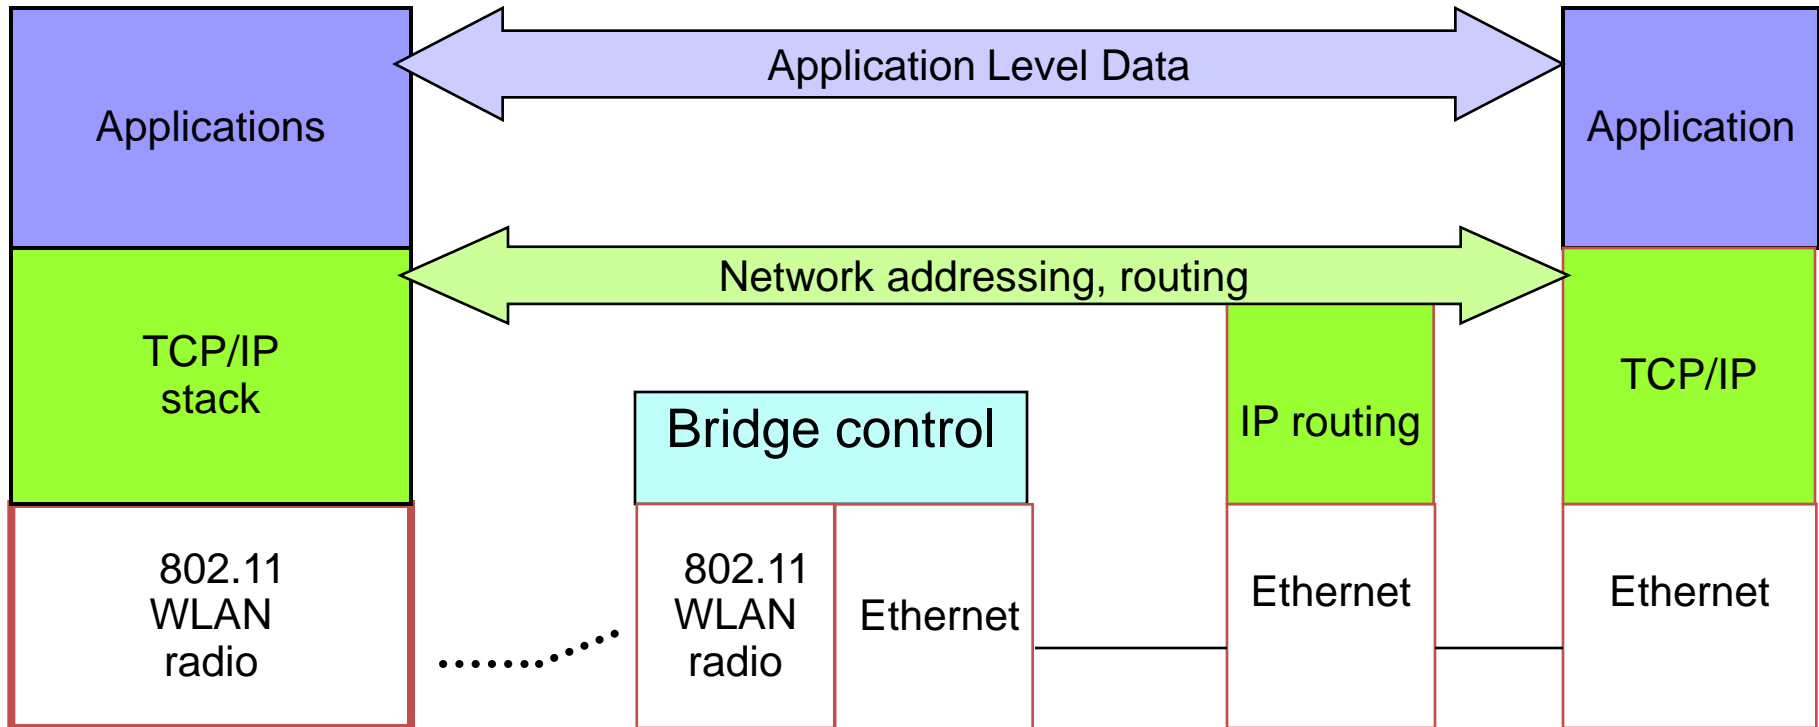 Application Level Data
Applications
Application
Network addressing, routing
TCP/IP
stack
TCP/IP
Bridge control
IP routing
802.11
WLAN
radio
802.11
WLAN
radio
Ethernet
Ethernet
Ethernet